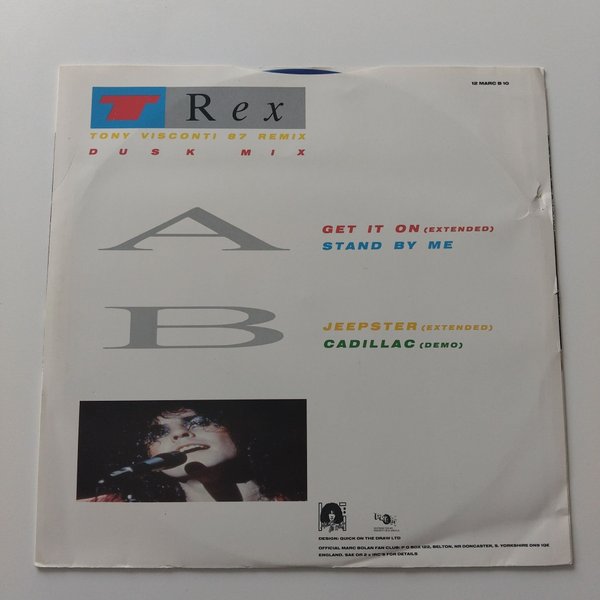 12 MARC B 10
T Rex
TONY VISCONTI 87 REMIX
DUSK MIX
A
GET IT ON (EXTENDED)
STAND BY ME
B
JEEPSTER (EXTENDED)
CADILLAC (DEMO)
DESIGN: QUICK ON THE DRAW LTD
OFFICIAL MARC BOLAN FAN CLUB: P O BOX 122, BELTON, NR DONCASTER, S. YORKSHIRE DN9 1QE
ENGLAND. SAE OR 2 x IRC'S FOR DETAILS